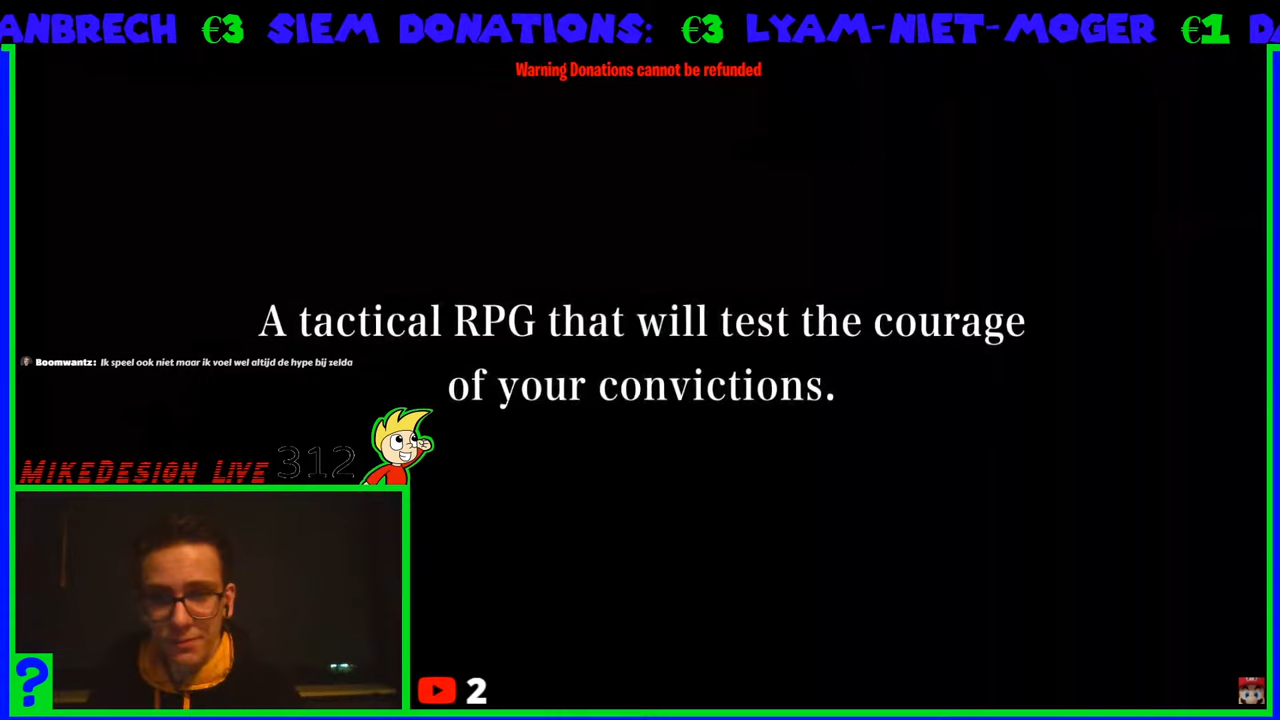 ANBRECH €3 SIEM DONATIONS: €3 LYAM-NIET-MOGER €1
Warning Donations cannot be refunded
A tactical RPG that will test the courage
of your convictions.
Boomwantz: Ik speel ook niet maar ik voel wel altijd de hype bij zelda
MIKEDESIGN LIVE 312
?
2